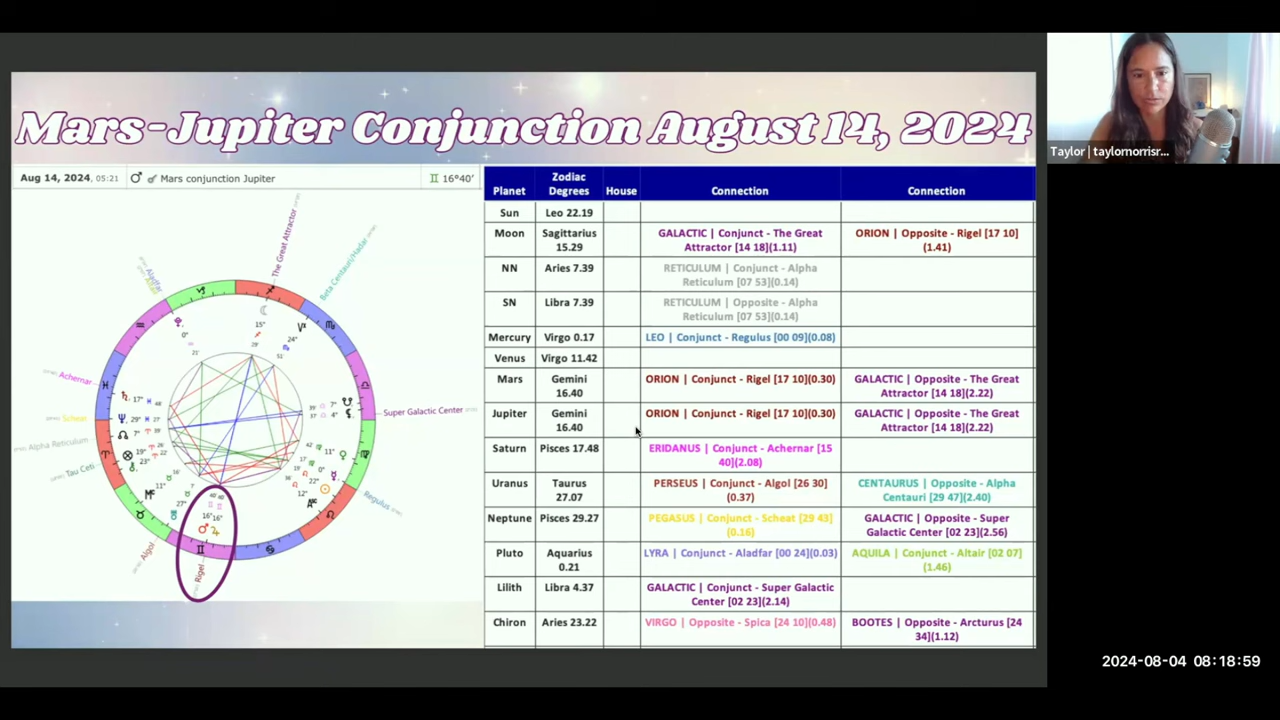 Mars-Jupiter Conjunction August 14, 2024
Taylor | taylornorrisr...
Aug 14, 2024, 05:21 ♂ ☌ Mars conjunction Jupiter ♊ 16°40'
Planet Zodiac Degrees House Connection Connection
Sun Leo 22.19
Moon Sagittarius 15.29 GALACTIC | Conjunct - The Great Attractor [14 18](1.11) ORION | Opposite - Rigel [17 10](1.41)
NN Aries 7.39 RETICULUM | Conjunct - Alpha Reticulum [07 53](0.14)
SN Libra 7.39 RETICULUM | Opposite - Alpha Reticulum [07 53](0.14)
Mercury Virgo 0.17 LEO | Conjunct - Regulus [00 09](0.08)
Venus Virgo 11.42
Mars Gemini 16.40 ORION | Conjunct - Rigel [17 10](0.30) GALACTIC | Opposite - The Great Attractor [14 18](2.22)
Jupiter Gemini 16.40 ORION | Conjunct - Rigel [17 10](0.30) GALACTIC | Opposite - The Great Attractor [14 18](2.22)
Saturn Pisces 17.48 ERIDANUS | Conjunct - Achernar [15 40](2.08)
Uranus Taurus 27.07 PERSEUS | Conjunct - Algol [26 30](0.37) CENTAURUS | Opposite - Alpha Centauri [29 47](2.40)
Neptune Pisces 29.27 PEGASUS | Conjunct - Scheat [29 43](0.16) GALACTIC | Opposite - Super Galactic Center [02 23](2.56)
Pluto Aquarius 0.21 LYRA | Conjunct - Aladfar [00 24](0.03) AQUILA | Conjunct - Altair [02 07](1.46)
Lilith Libra 4.37 GALACTIC | Conjunct - Super Galactic Center [02 23](2.14)
Chiron Aries 23.22 VIRGO | Opposite - Spica [24 10](0.48) BOOTES | Opposite - Arcturus [24 34](1.12)
The Great Attractor
Beta Centauri/Hadar
Aladfar
Achernar
Scheat
Alpha Reticulum
Tau Ceti
Algol
Rigel
Regulus
Super Galactic Center
2024-08-04 08:18:59